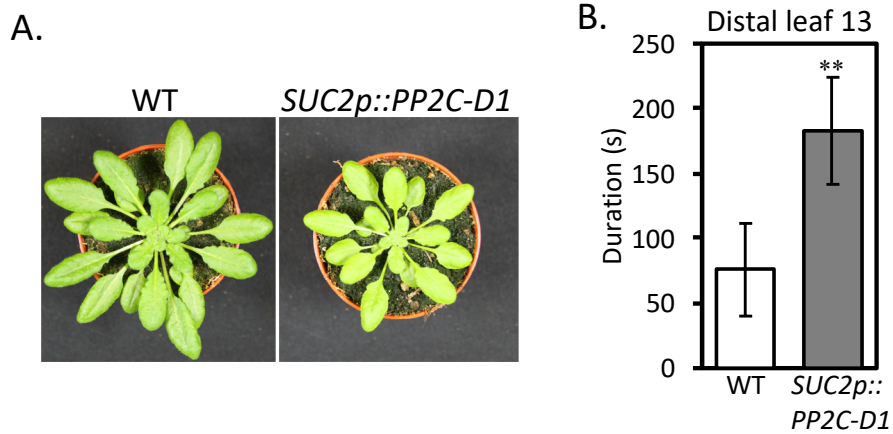 A.
WT
SUC2p::PP2C-D1
B.
Distal leaf 13
Duration (s)
250
200
150
100
50
0
**
WT
SUC2p::
PP2C-D1